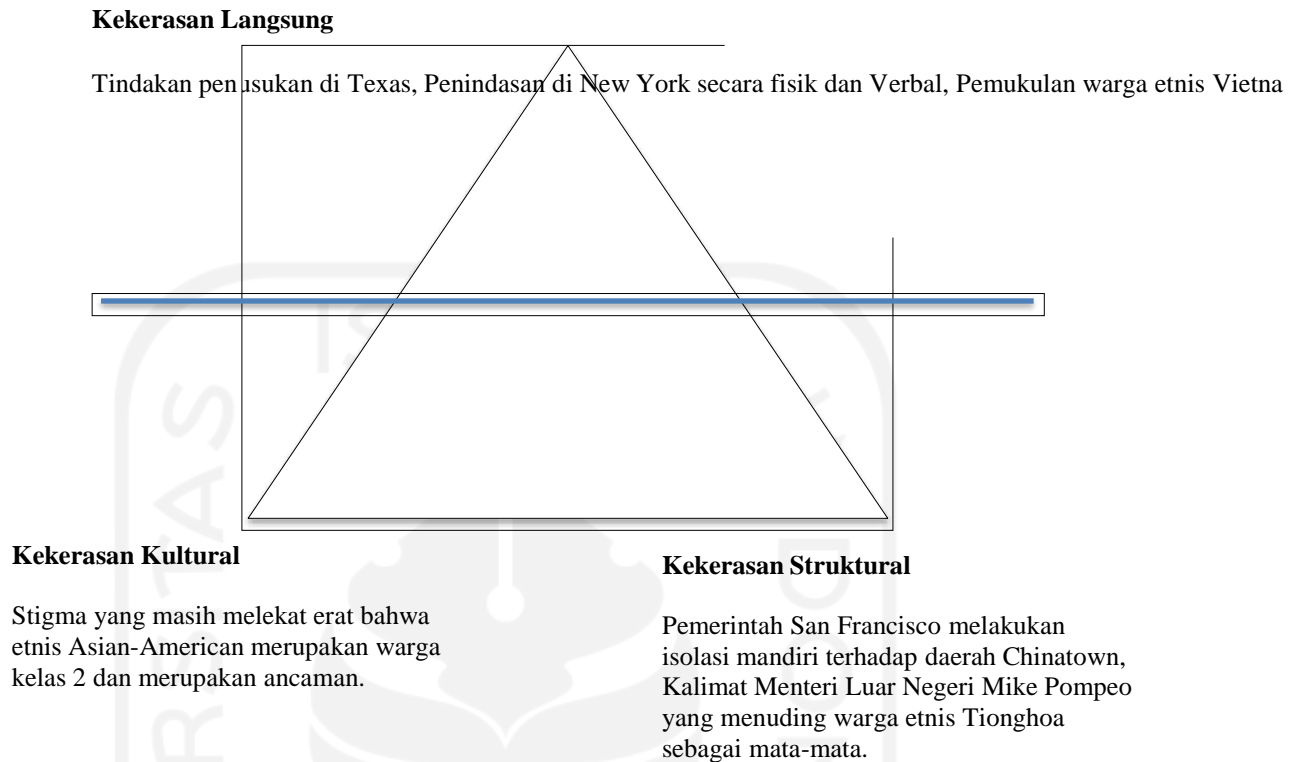 Kekerasan Langsung
Tindakan penusukan di Texas, Penindasan di New York secara fisik dan Verbal, Pemukulan warga etnis Vietna
Kekerasan Kultural
Stigma yang masih melekat erat bahwa
etnis Asian-American merupakan warga
kelas 2 dan merupakan ancaman.
Kekerasan Struktural
Pemerintah San Francisco melakukan
isolasi mandiri terhadap daerah Chinatown,
Kalimat Menteri Luar Negeri Mike Pompeo
yang menuding warga etnis Tionghoa
sebagai mata-mata.